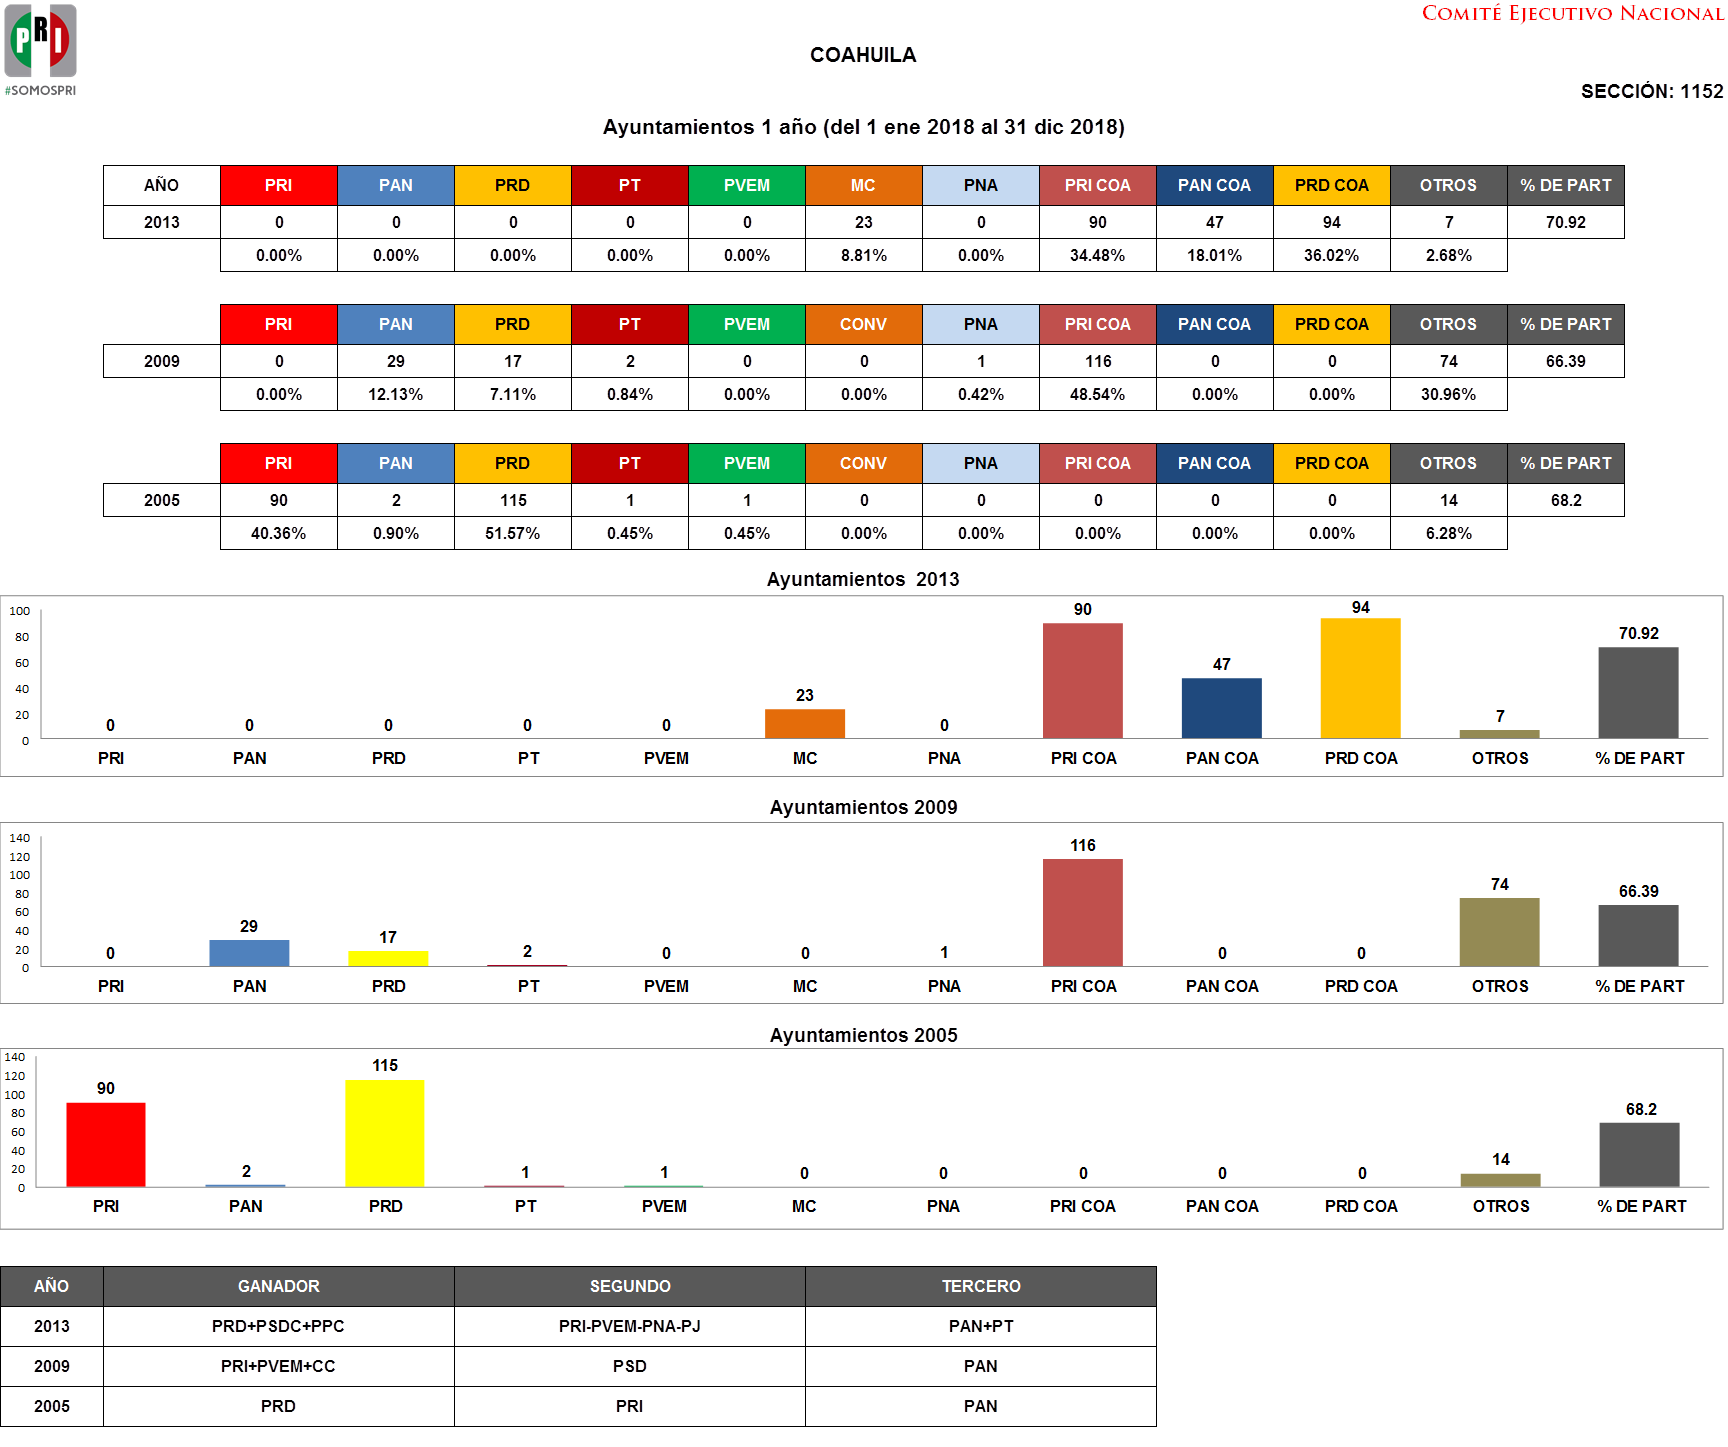 COMITÉ EJECUTIVO NACIONAL
PRI
#SOMOSPRI
COAHUILA
SECCIÓN: 1152
Ayuntamientos 1 año (del 1 ene 2018 al 31 dic 2018)
AÑO PRI PAN PRD PT PVEM MC PNA PRI COA PAN COA PRD COA OTROS % DE PART
2013 0 0 0 0 0 23 0 90 47 94 7 70.92
0.00% 0.00% 0.00% 0.00% 0.00% 8.81% 0.00% 34.48% 18.01% 36.02% 2.68%
PRI PAN PRD PT PVEM CONV PNA PRI COA PAN COA PRD COA OTROS % DE PART
2009 0 29 17 2 0 0 1 116 0 0 74 66.39
0.00% 12.13% 7.11% 0.84% 0.00% 0.00% 0.42% 48.54% 0.00% 0.00% 30.96%
PRI PAN PRD PT PVEM CONV PNA PRI COA PAN COA PRD COA OTROS % DE PART
2005 90 2 115 1 1 0 0 0 0 0 14 68.2
40.36% 0.90% 51.57% 0.45% 0.45% 0.00% 0.00% 0.00% 0.00% 0.00% 6.28%
Ayuntamientos 2013
100
80
60
40
20
0
0 0 0 0 0 23 0 90 47 94 7 70.92
PRI PAN PRD PT PVEM MC PNA PRI COA PAN COA PRD COA OTROS % DE PART
Ayuntamientos 2009
140
120
100
80
60
40
20
0
0 29 17 2 0 0 1 116 0 0 74 66.39
PRI PAN PRD PT PVEM MC PNA PRI COA PAN COA PRD COA OTROS % DE PART
Ayuntamientos 2005
140
120
100
80
60
40
20
0
90 2 115 1 1 0 0 0 0 0 14 68.2
PRI PAN PRD PT PVEM MC PNA PRI COA PAN COA PRD COA OTROS % DE PART
AÑO GANADOR SEGUNDO TERCERO
2013 PRD+PSDC+PPC PRI-PVEM-PNA-PJ PAN+PT
2009 PRI+PVEM+CC PSD PAN
2005 PRD PRI PAN